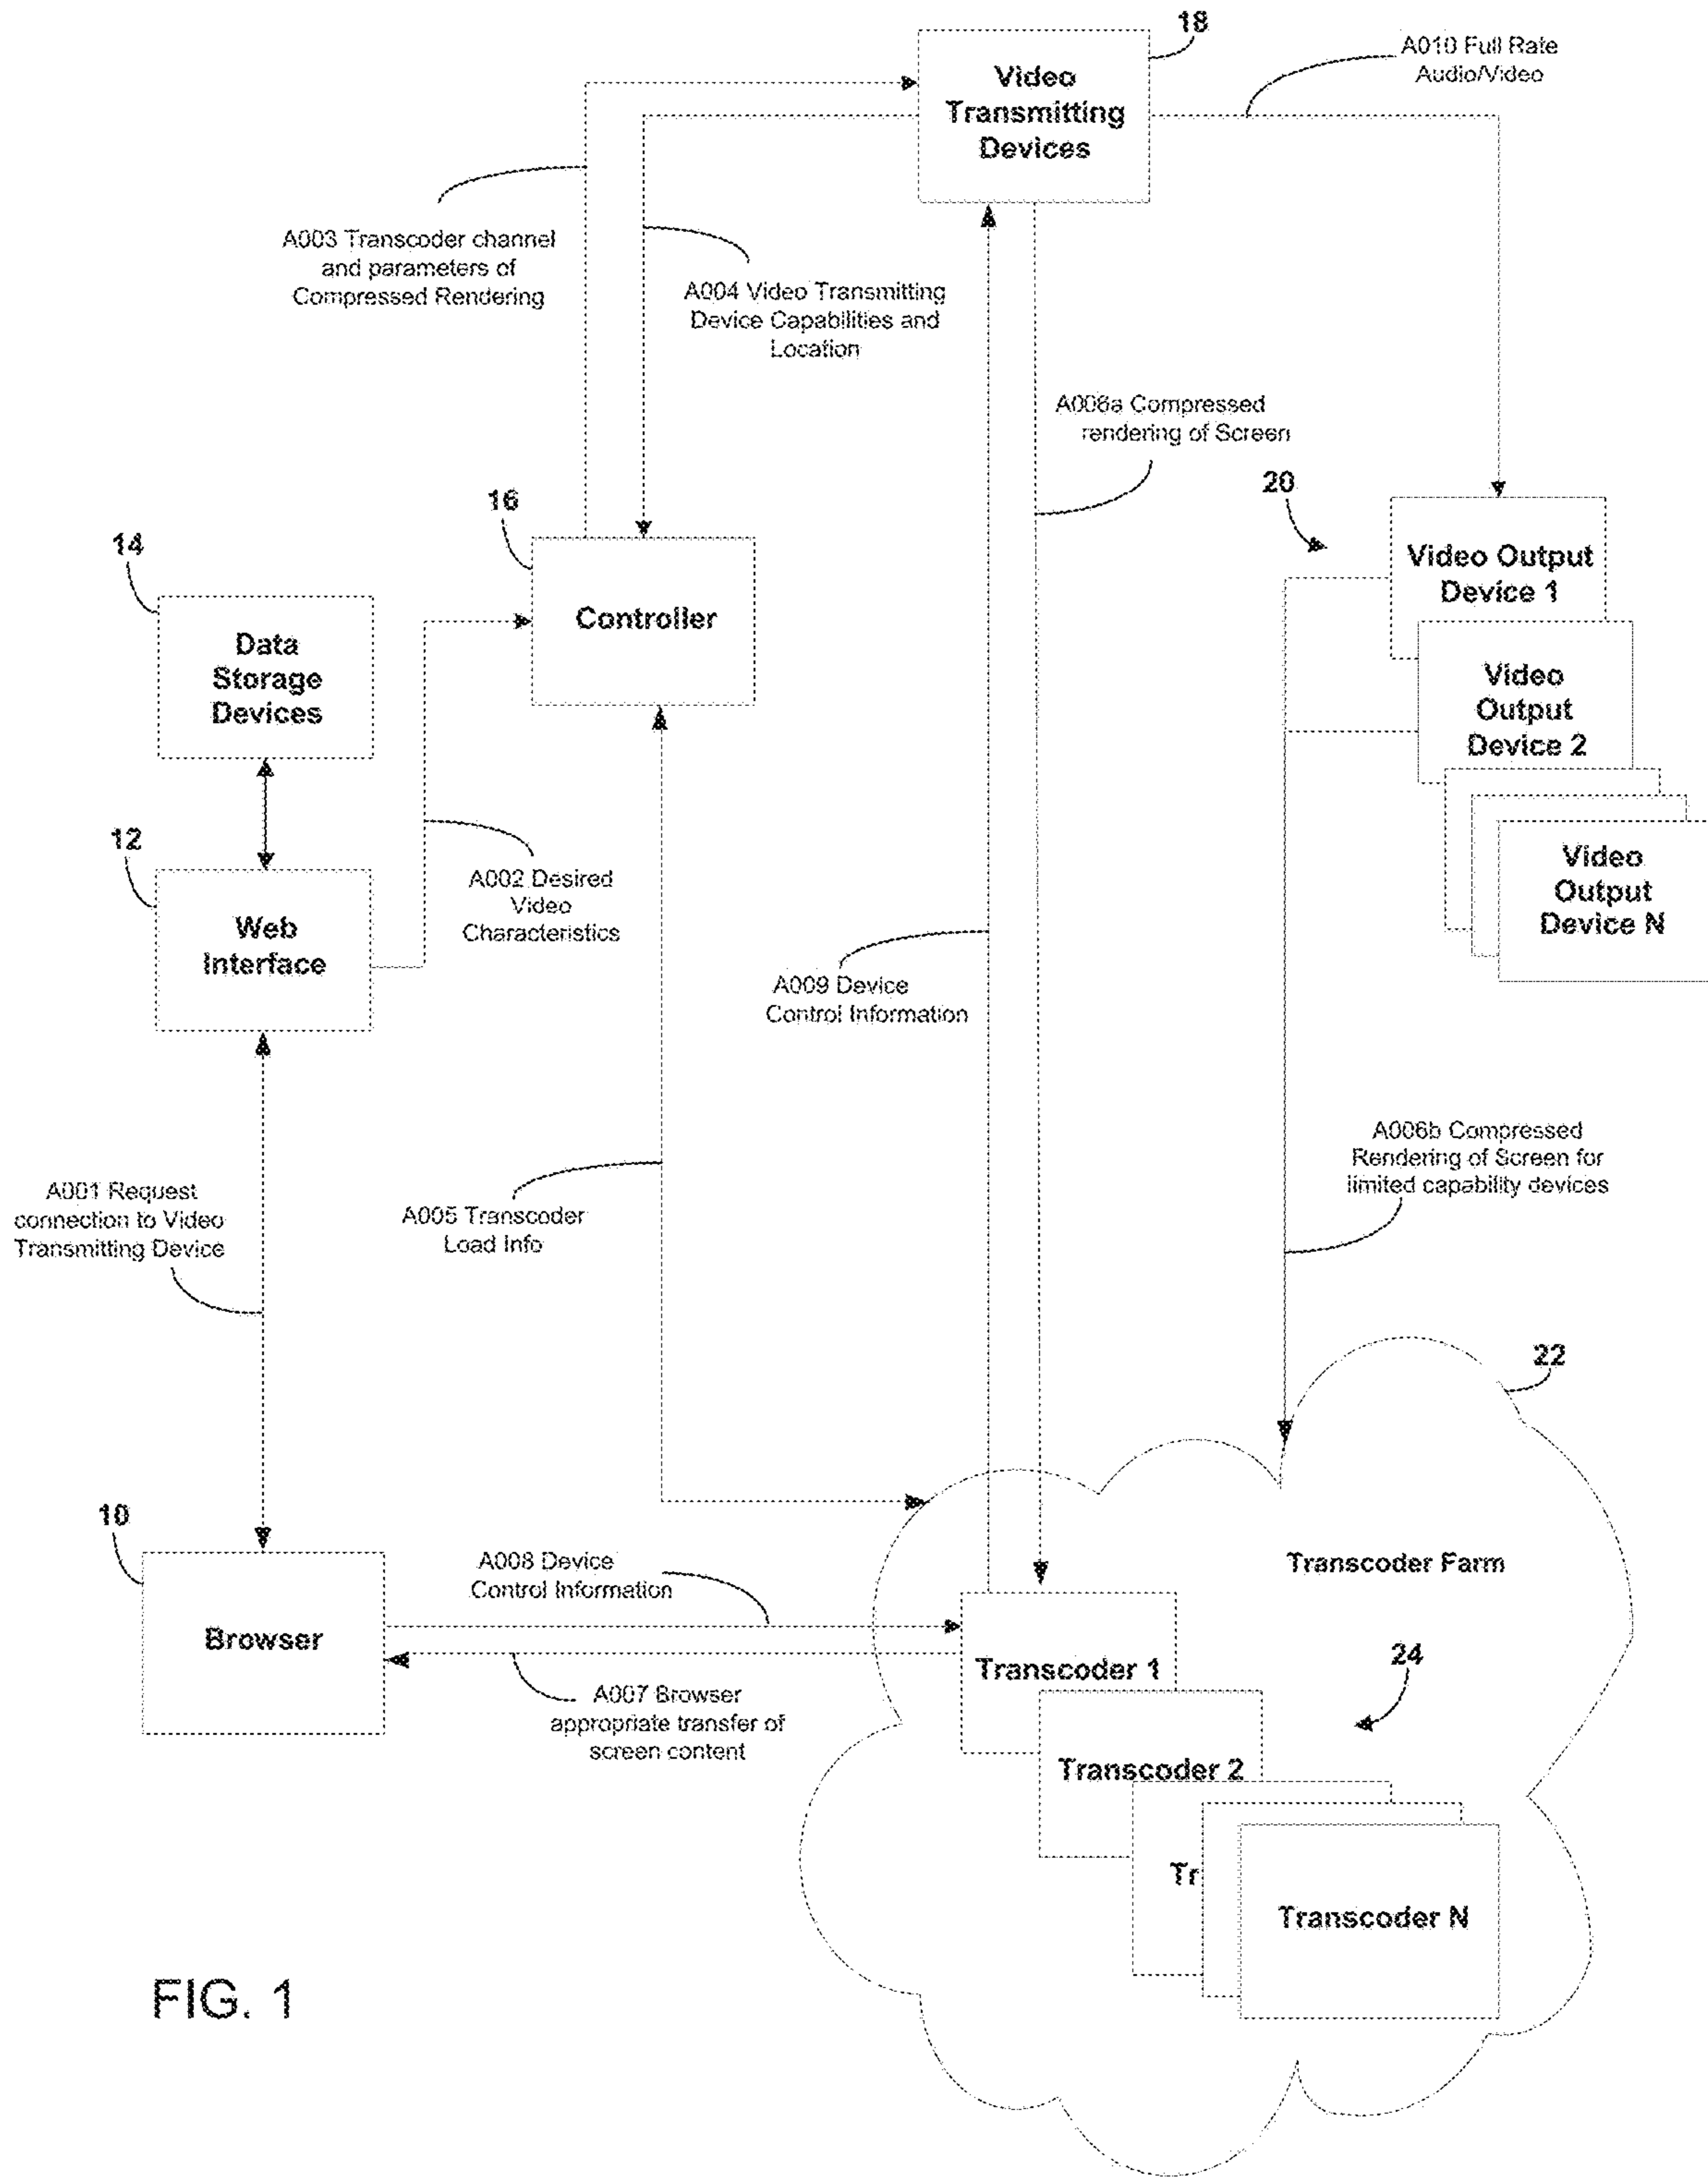 18
Video
Transmitting
Devices
A010 Full Rate
Audio/Video
A003 Transcoder channel
and parameters of
Compressed Rendering
A004 Video Transmitting
Device Capabilities and
Location
A006a Compressed
rendering of Screen
20
16
14
Controller
Data
Storage
Devices
Video Output
Device 1
Video
Output
Device 2
Video
Output
Device N
12
Web
Interface
A002 Desired
Video
Characteristics
A009 Device
Control Information
A006b Compressed
Rendering of Screen for
limited capability devices
A001 Request
connection to Video
Transmitting Device
A005 Transcoder
Load Info
22
10
Browser
A008 Device
Control Information
A007 Browser
appropriate transfer of
screen content
Transcoder Farm
24
Transcoder 1
Transcoder 2
Tr
Transcoder N
FIG. 1